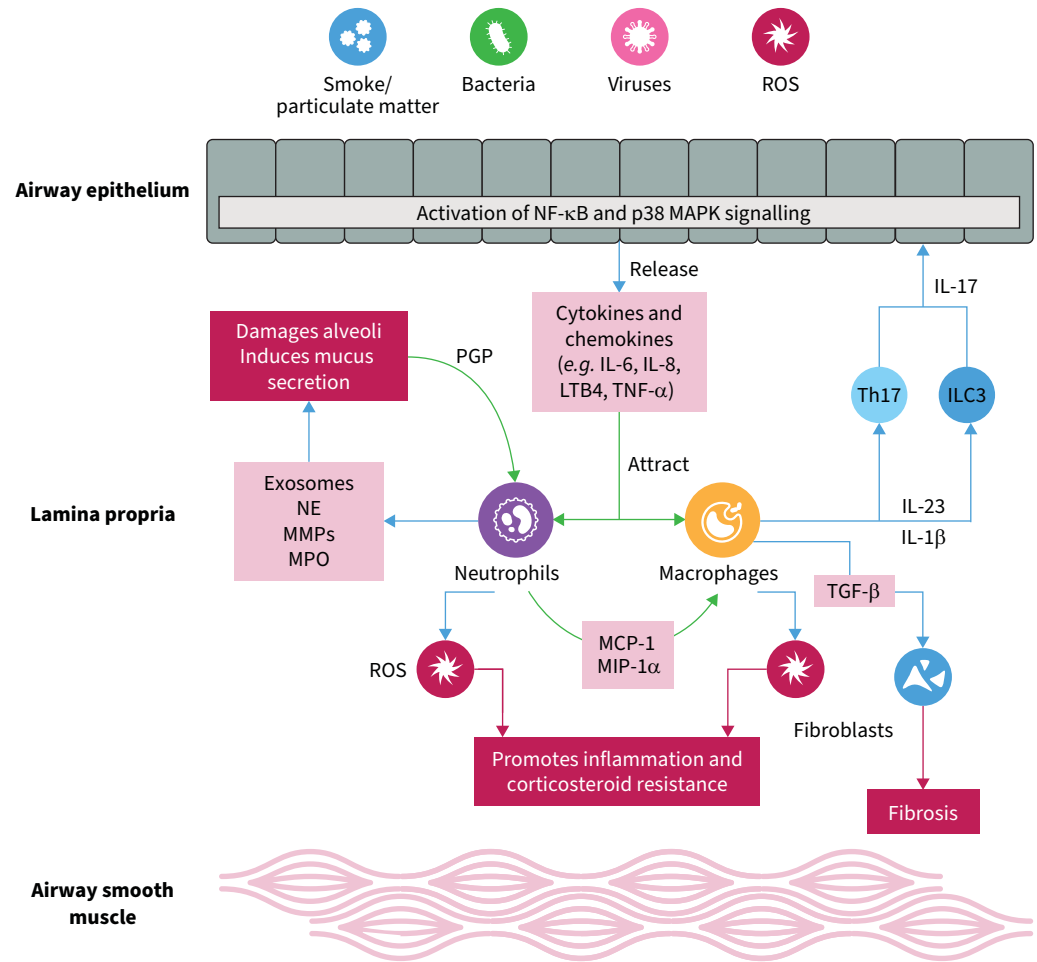 Smoke/
particulate matter
Bacteria
Viruses
ROS
Airway epithelium
Activation of NF-κB and p38 MAPK signalling
Release
IL-17
Cytokines and
chemokines
(e.g. IL-6, IL-8,
LTB4, TNF-α)
Damages alveoli
Induces mucus
secretion
PGP
Th17
ILC3
Attract
Lamina propria
Exosomes
NE
MMPs
MPO
IL-23
IL-1β
Neutrophils
Macrophages
TGF-β
MCP-1
MIP-1α
ROS
Fibroblasts
Promotes inflammation and
corticosteroid resistance
Fibrosis
Airway smooth
muscle